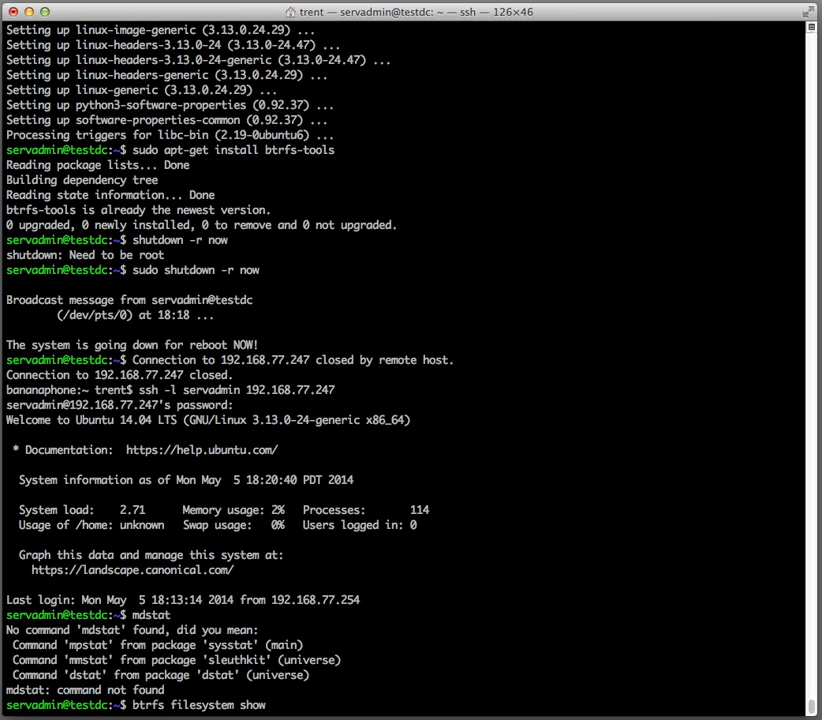 trent — servadmin@testdc: ~ — ssh — 126×46
Setting up linux-image-generic (3.13.0.24.29) ...
Setting up linux-headers-3.13.0-24 (3.13.0-24.47) ...
Setting up linux-headers-3.13.0-24-generic (3.13.0-24.47) ...
Setting up linux-headers-generic (3.13.0.24.29) ...
Setting up linux-generic (3.13.0.24.29) ...
Setting up python3-software-properties (0.92.37) ...
Setting up software-properties-common (0.92.37) ...
Processing triggers for libc-bin (2.19-0ubuntu6) ...
servadmin@testdc:~$ sudo apt-get install btrfs-tools
Reading package lists... Done
Building dependency tree
Reading state information... Done
btrfs-tools is already the newest version.
0 upgraded, 0 newly installed, 0 to remove and 0 not upgraded.
servadmin@testdc:~$ shutdown -r now
shutdown: Need to be root
servadmin@testdc:~$ sudo shutdown -r now
Broadcast message from servadmin@testdc
(/dev/pts/0) at 18:18 ...
The system is going down for reboot NOW!
servadmin@testdc:~$ Connection to 192.168.77.247 closed by remote host.
Connection to 192.168.77.247 closed.
bananaphone:~ trent$ ssh -l servadmin 192.168.77.247
servadmin@192.168.77.247's password:
Welcome to Ubuntu 14.04 LTS (GNU/Linux 3.13.0-24-generic x86_64)
* Documentation:  https://help.ubuntu.com/
System information as of Mon May  5 18:20:40 PDT 2014
System load:    2.71      Memory usage: 2%   Processes:       114
Usage of /home: unknown   Swap usage:   0%   Users logged in: 0
Graph this data and manage this system at:
https://landscape.canonical.com/
Last login: Mon May  5 18:13:14 2014 from 192.168.77.254
servadmin@testdc:~$ mdstat
No command 'mdstat' found, did you mean:
Command 'mpstat' from package 'sysstat' (main)
Command 'mmstat' from package 'sleuthkit' (universe)
Command 'dstat' from package 'dstat' (universe)
mdstat: command not found
servadmin@testdc:~$ btrfs filesystem show